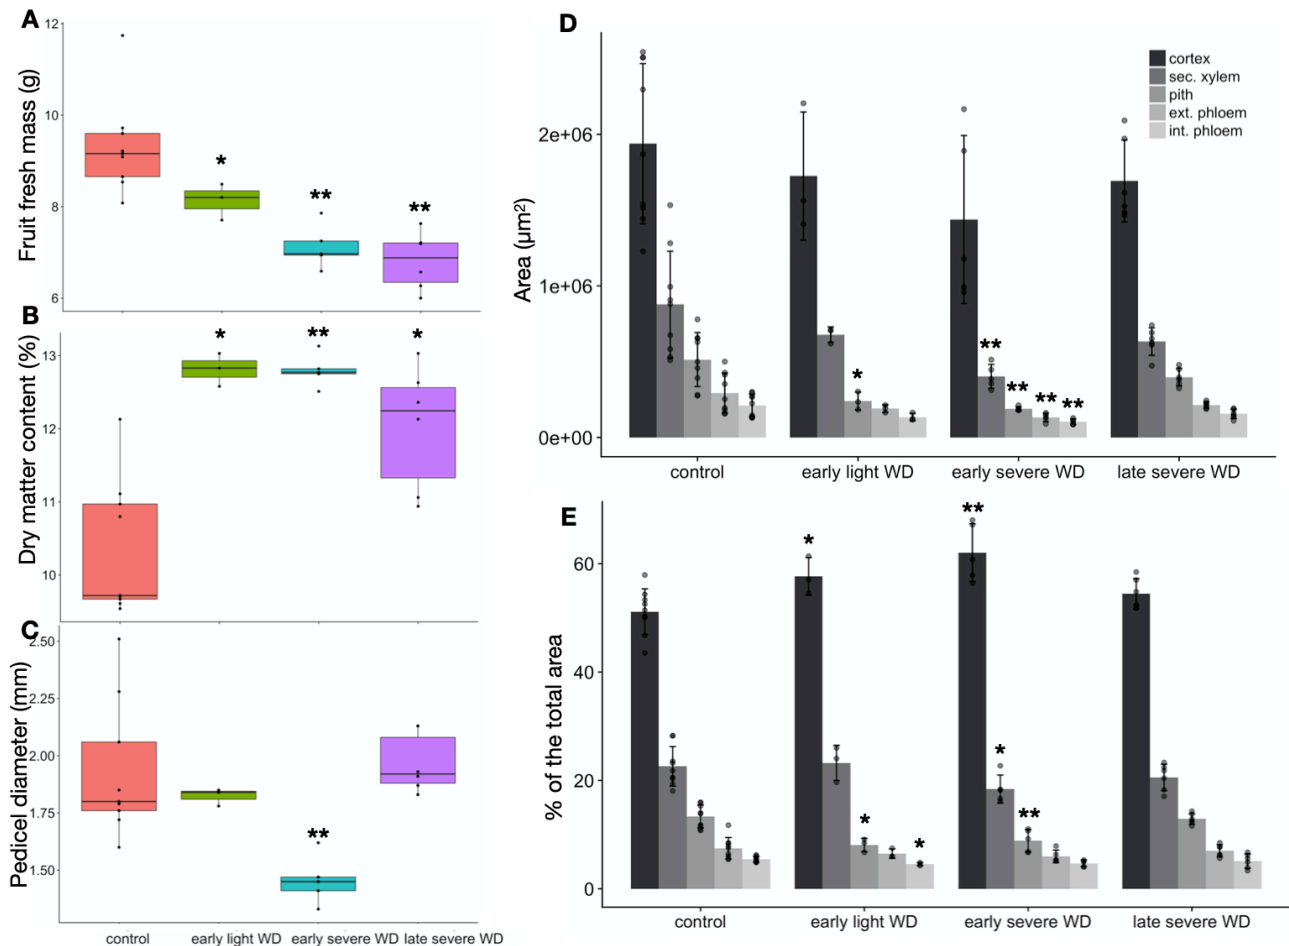 A
Fruit fresh mass (g)
12
10
8
6
*
**
**
B
Dry matter content (%)
13
12
11
10
*
**
*
C
Pedicel diameter (mm)
2.50
2.25
2.00
1.75
1.50
**
control
early light WD
early severe WD
late severe WD
D
Area (µm²)
2e+06
1e+06
0e+00
cortex
sec. xylem
pith
ext. phloem
int. phloem
*
**
**
**
**
control
early light WD
early severe WD
late severe WD
E
% of the total area
60
40
20
0
*
*
*
**
*
**
control
early light WD
early severe WD
late severe WD